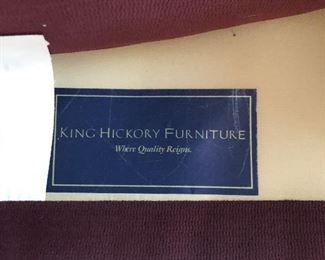 KING HICKORY FURNITURE
Where Quality Reigns.